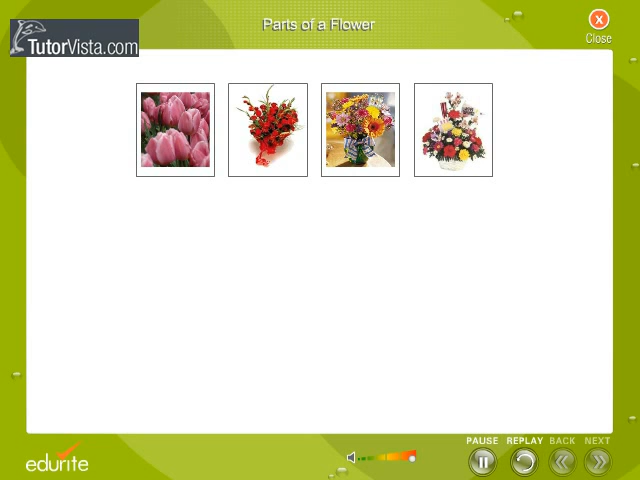 Parts of a Flower
TutorVista.com
x
Close
PAUSE REPLAY BACK NEXT
edurite